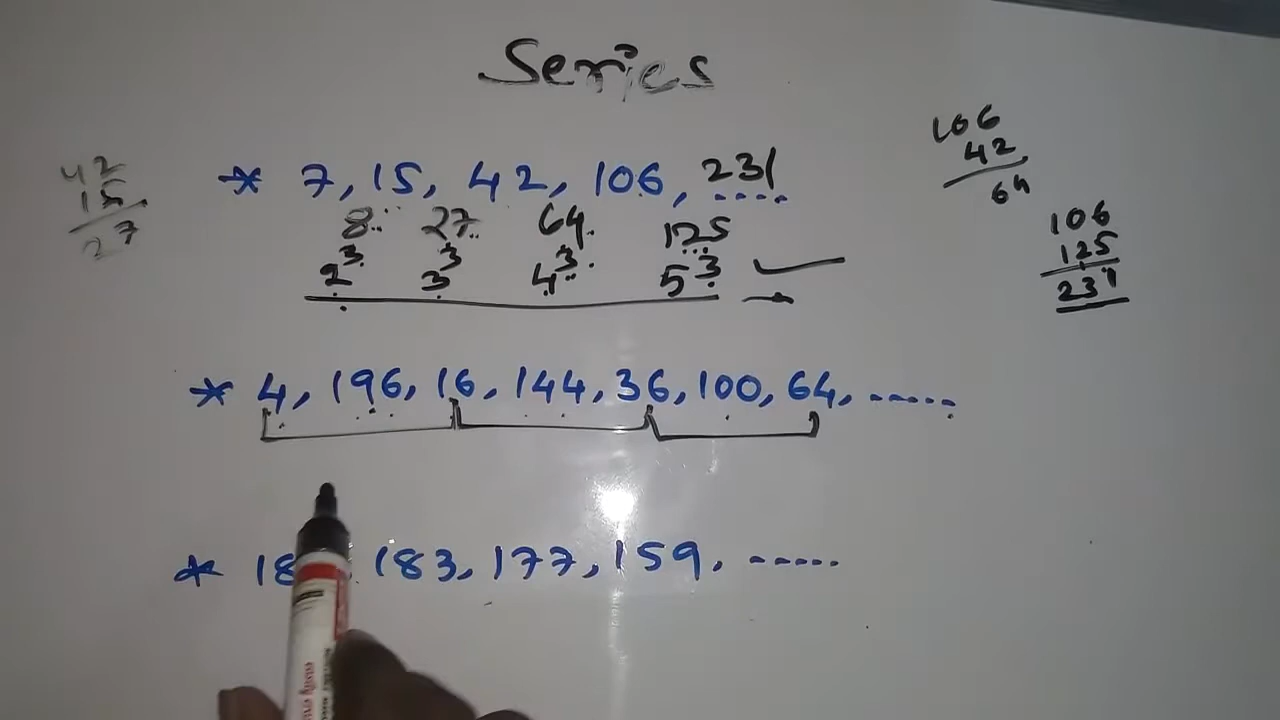 Series
* 7, 15, 42, 106, 231
8 27 64 125
2³ 3³ 4³ 5³
42
15
27
106
42
64
106
125
231
* 4, 196, 16, 144, 36, 100, 64, .....
* 18 183, 177, 159, .....